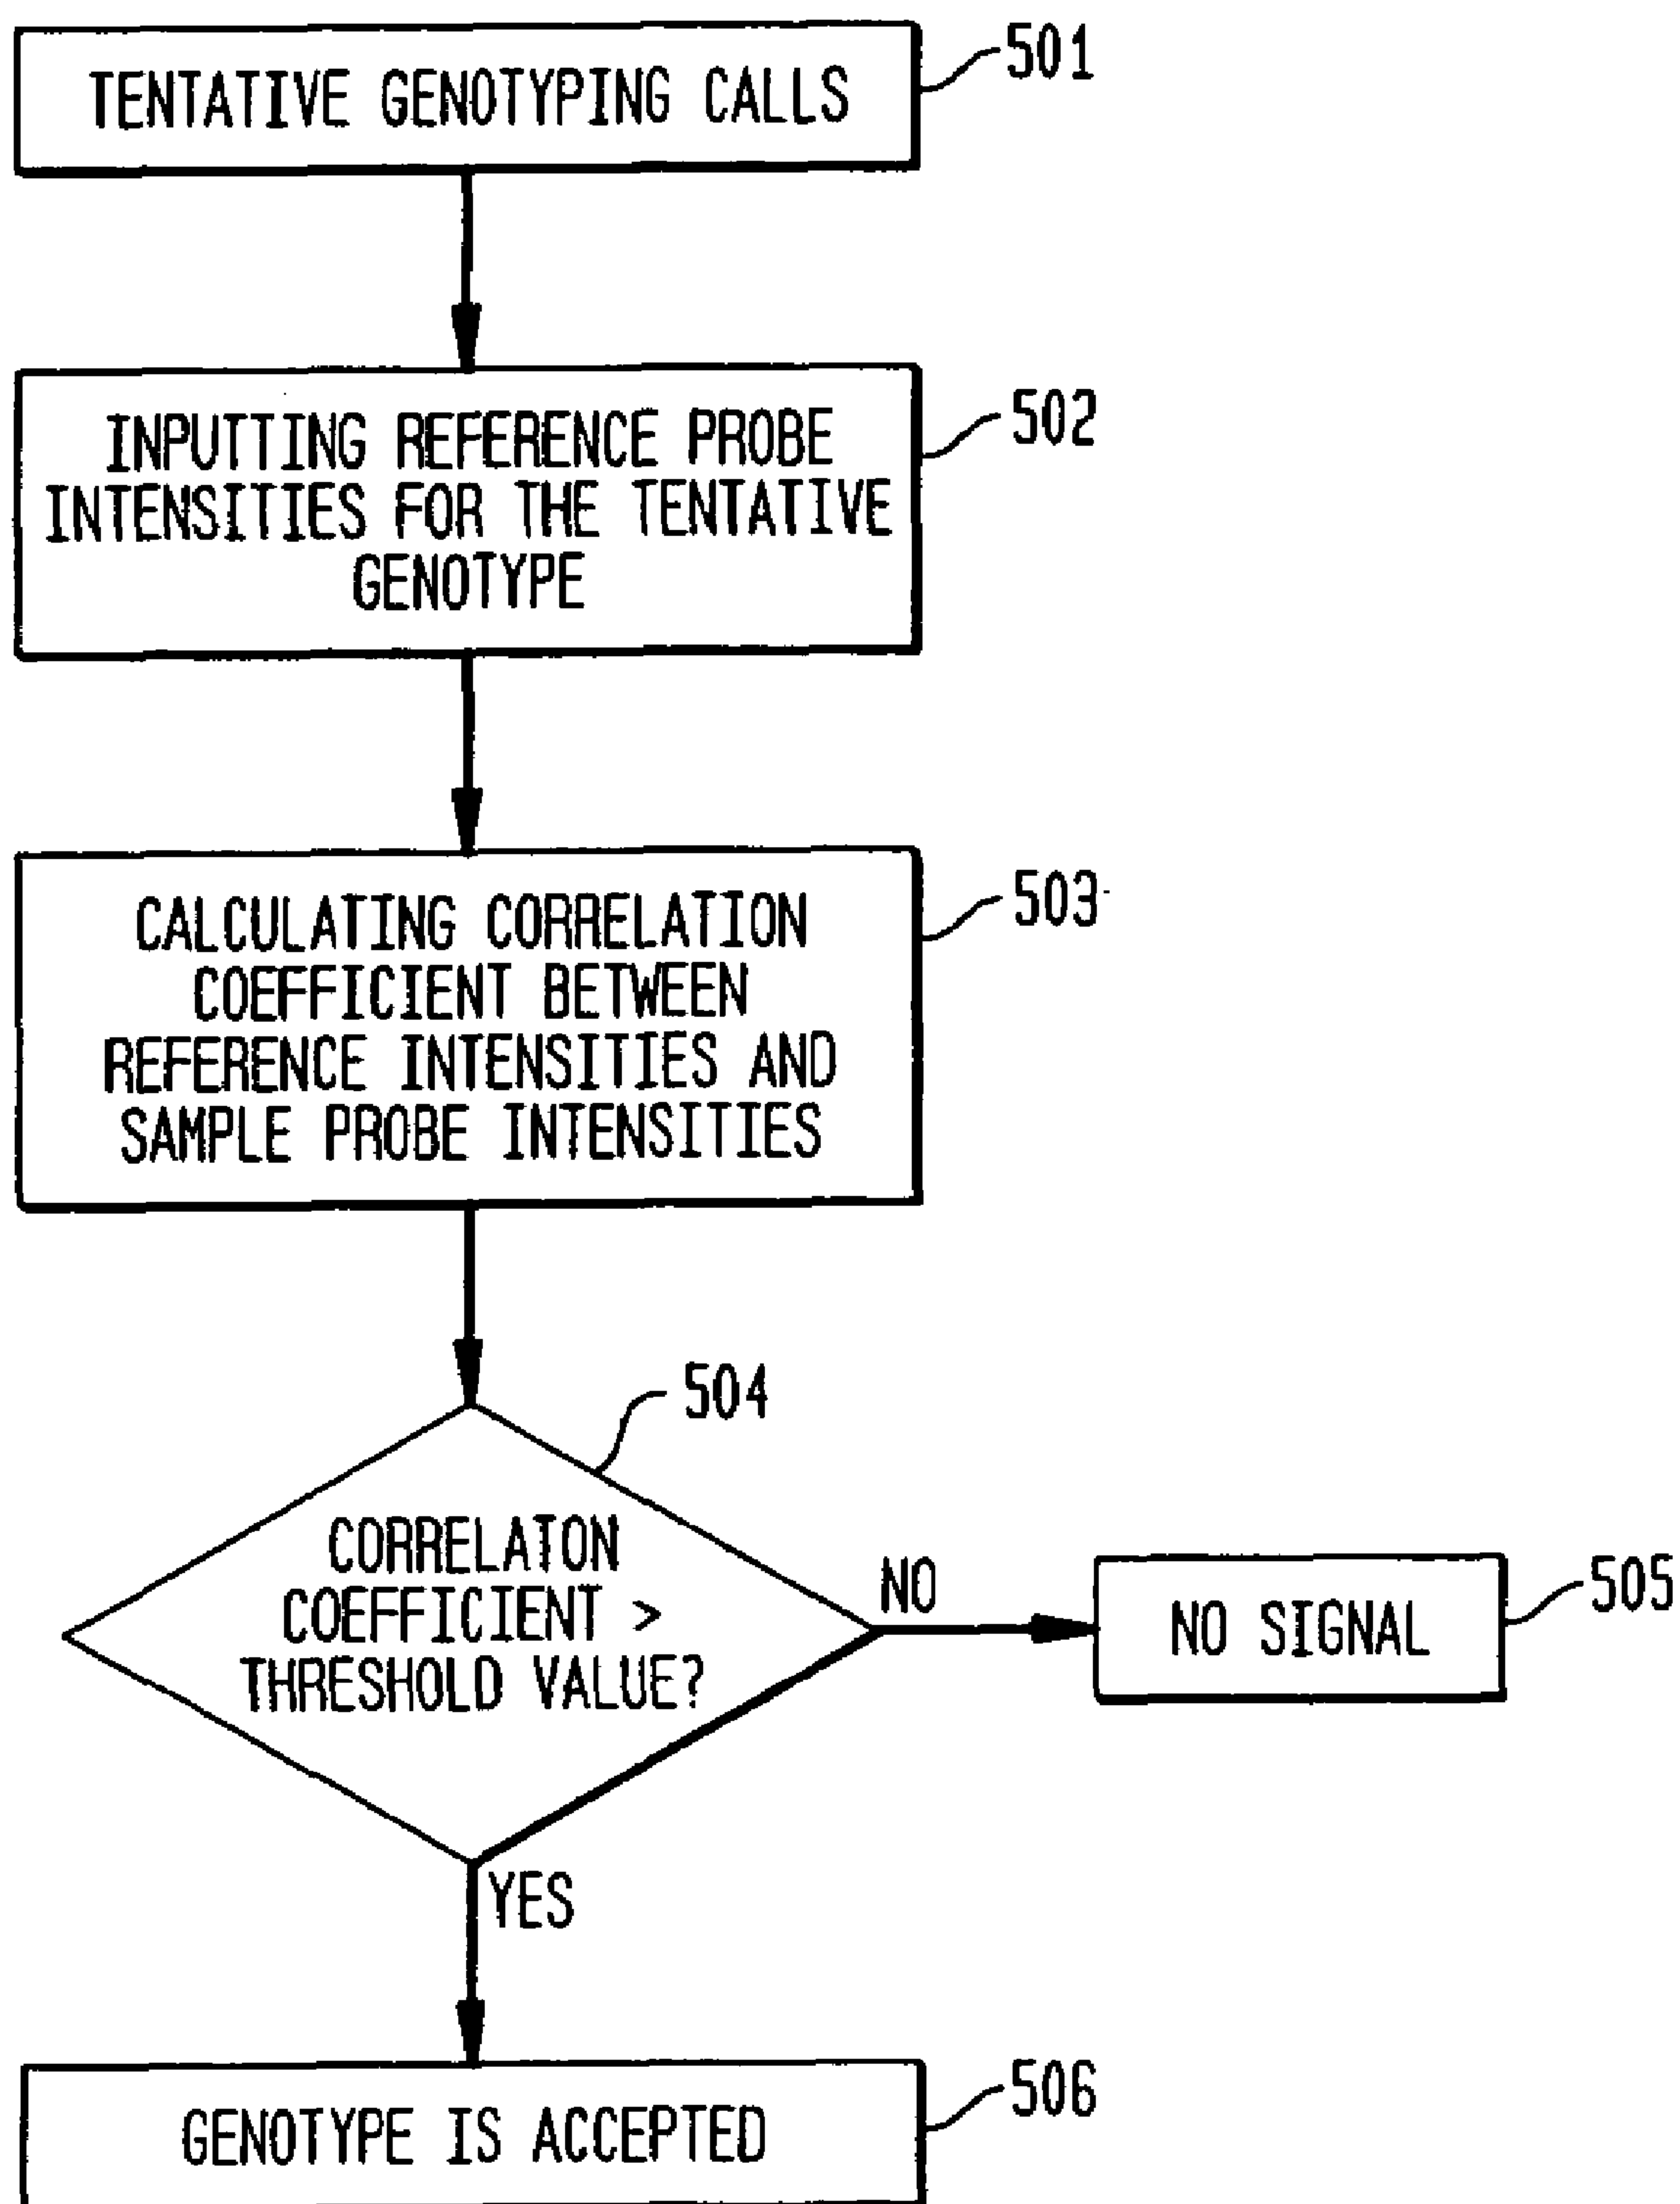 TENTATIVE GENOTYPING CALLS
501
INPUTTING REFERENCE PROBE
INTENSITIES FOR THE TENTATIVE
GENOTYPE
502
CALCULATING CORRELATION
COEFFICIENT BETWEEN
REFERENCE INTENSITIES AND
SAMPLE PROBE INTENSITIES
503
504
CORRELATON
COEFFICIENT >
THRESHOLD VALUE?
NO
NO SIGNAL
505
YES
GENOTYPE IS ACCEPTED
506